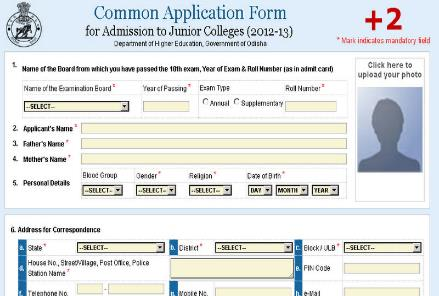 Common Application Form
for Admission to Junior Colleges (2012-13)
Department of Higher Education, Government of Odisha
+2
* Mark indicates mandatory field
1. Name of the Board from which you have passed the 10th exam, Year of Exam & Roll Number (as in admit card)
Click here to
upload your photo
Name of the Examination Board * Year of Passing * Exam Type Roll Number *
--SELECT-- Annual Supplementary
2. Applicant's Name *
3. Father's Name *
4. Mother's Name *
5. Personal Details Blood Group Gender * Religion * Date of Birth *
--SELECT-- --SELECT-- --SELECT-- DAY MONTH YEAR
6. Address for Correspondence
a. State * --SELECT-- b. District * --SELECT-- c. Block / ULB * --SELECT--
d. House No., Street/Village, Post Office, Police
Station Name * e. PIN Code
f. Telephone No. - g. Mobile No. h. e-Mail